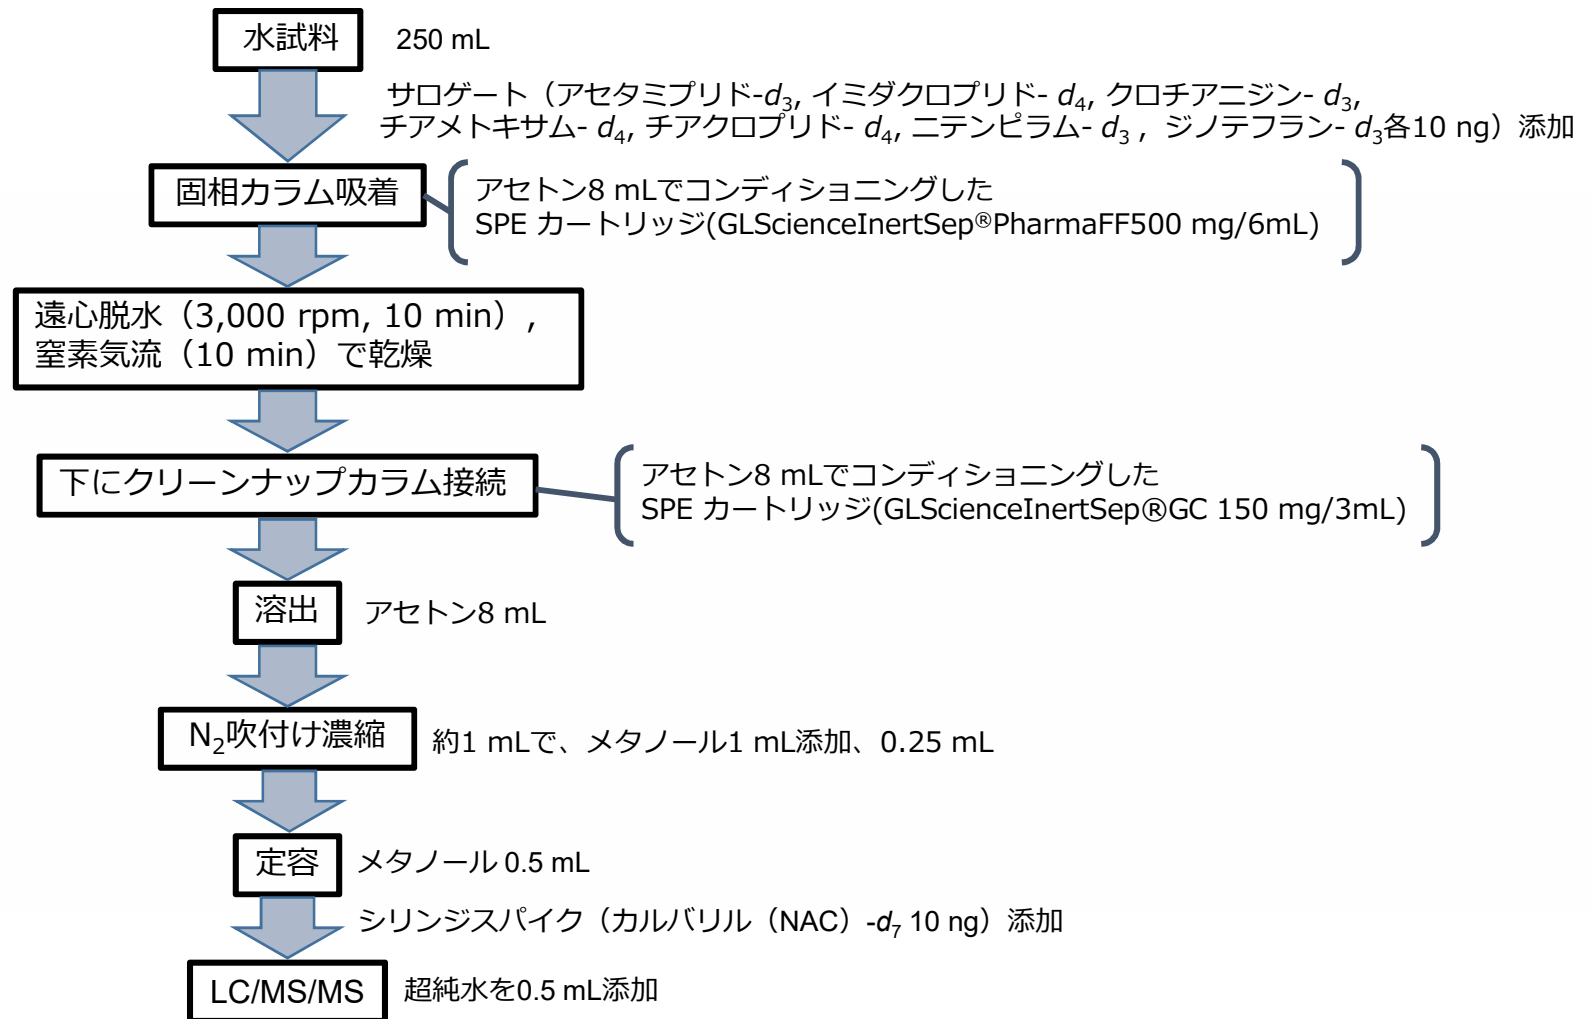 水試料 250 mL
サロゲート（アセタミプリド-d3, イミダクロプリド- d4, クロチアニジン- d3,
チアメトキサム- d4, チアクロプリド- d4, ニテンピラム- d3 , ジノテフラン- d3各10 ng）添加
固相カラム吸着
アセトン8 mLでコンディショニングした
SPE カートリッジ(GLScienceInertSep®PharmaFF500 mg/6mL)
遠心脱水（3,000 rpm, 10 min）,
窒素気流（10 min）で乾燥
下にクリーンナップカラム接続
アセトン8 mLでコンディショニングした
SPE カートリッジ(GLScienceInertSep®GC 150 mg/3mL)
溶出 アセトン8 mL
N2吹付け濃縮 約1 mLで、メタノール1 mL添加、0.25 mL
定容 メタノール 0.5 mL
シリンジスパイク（カルバリル（NAC）-d7 10 ng）添加
LC/MS/MS 超純水を0.5 mL添加